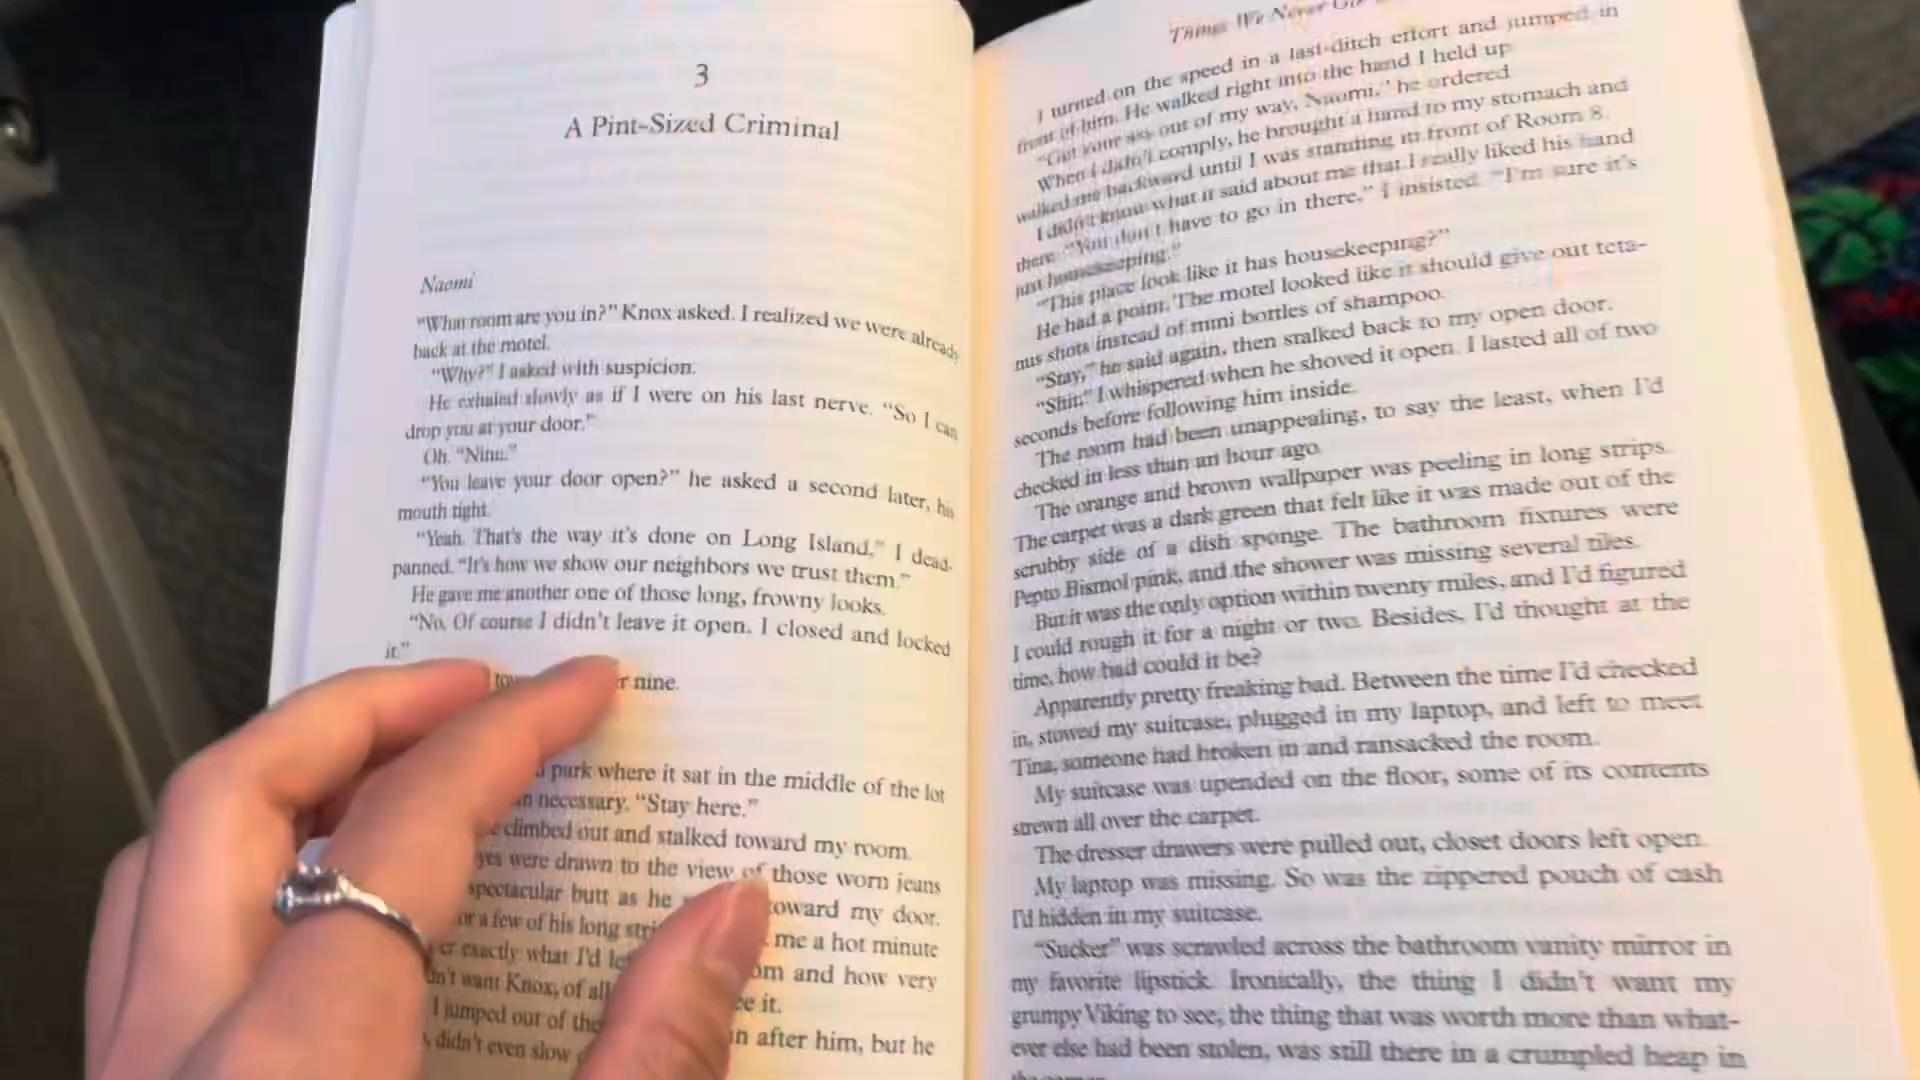 3
A Pint-Sized Criminal
Naomi
“What room are you in?” Knox asked. I realized we were already
back at the motel.
“Why?” I asked with suspicion.
He exhaled slowly as if I were on his last nerve. “So I can
drop you at your door.”
Oh. “Nine.”
“You leave your door open?” he asked a second later, his
mouth tight.
“Yeah. That’s the way it’s done on Long Island,” I dead-
panned. “It’s how we show our neighbors we trust them.”
He gave me another one of those long, frowny looks.
“No. Of course I didn’t leave it open. I closed and locked
it.”
nine.
park where it sat in the middle of the lot
necessary. “Stay here.”
climbed out and stalked toward my room.
were drawn to the view of those worn jeans
spectacular butt as he toward my door.
a few of his long me a hot minute
exactly what I’d and how very
want Knox, of all it.
I jumped out of the after him, but he
didn’t even slow
Things We Never
I turned on the speed in a last-ditch effort and jumped in
front of him. He walked right into the hand I held up.
“Get your ass out of my way, Naomi,” he ordered.
When I didn’t comply, he brought a hand to my stomach and
walked me backward until I was standing in front of Room 8.
I didn’t know what it said about me that I really liked his hand
there. “You don’t have to go in there,” I insisted. “I’m sure it’s
just housekeeping.”
“This place look like it has housekeeping?”
He had a point. The motel looked like it should give out teta-
nus shots instead of mini bottles of shampoo.
“Stay,” he said again, then stalked back to my open door.
“Shit,” I whispered when he shoved it open. I lasted all of two
seconds before following him inside.
The room had been unappealing, to say the least, when I’d
checked in less than an hour ago.
The orange and brown wallpaper was peeling in long strips.
The carpet was a dark green that felt like it was made out of the
scrubby side of a dish sponge. The bathroom fixtures were
Pepto Bismol pink, and the shower was missing several tiles.
But it was the only option within twenty miles, and I’d figured
I could rough it for a night or two. Besides, I’d thought at the
time, how bad could it be?
Apparently pretty freaking bad. Between the time I’d checked
in, stowed my suitcase, plugged in my laptop, and left to meet
Tina, someone had broken in and ransacked the room.
My suitcase was upended on the floor, some of its contents
strewn all over the carpet.
The dresser drawers were pulled out, closet doors left open.
My laptop was missing. So was the zippered pouch of cash
I’d hidden in my suitcase.
“Sucker” was scrawled across the bathroom vanity mirror in
my favorite lipstick. Ironically, the thing I didn’t want my
grumpy Viking to see, the thing that was worth more than what-
ever else had been stolen, was still there in a crumpled heap in